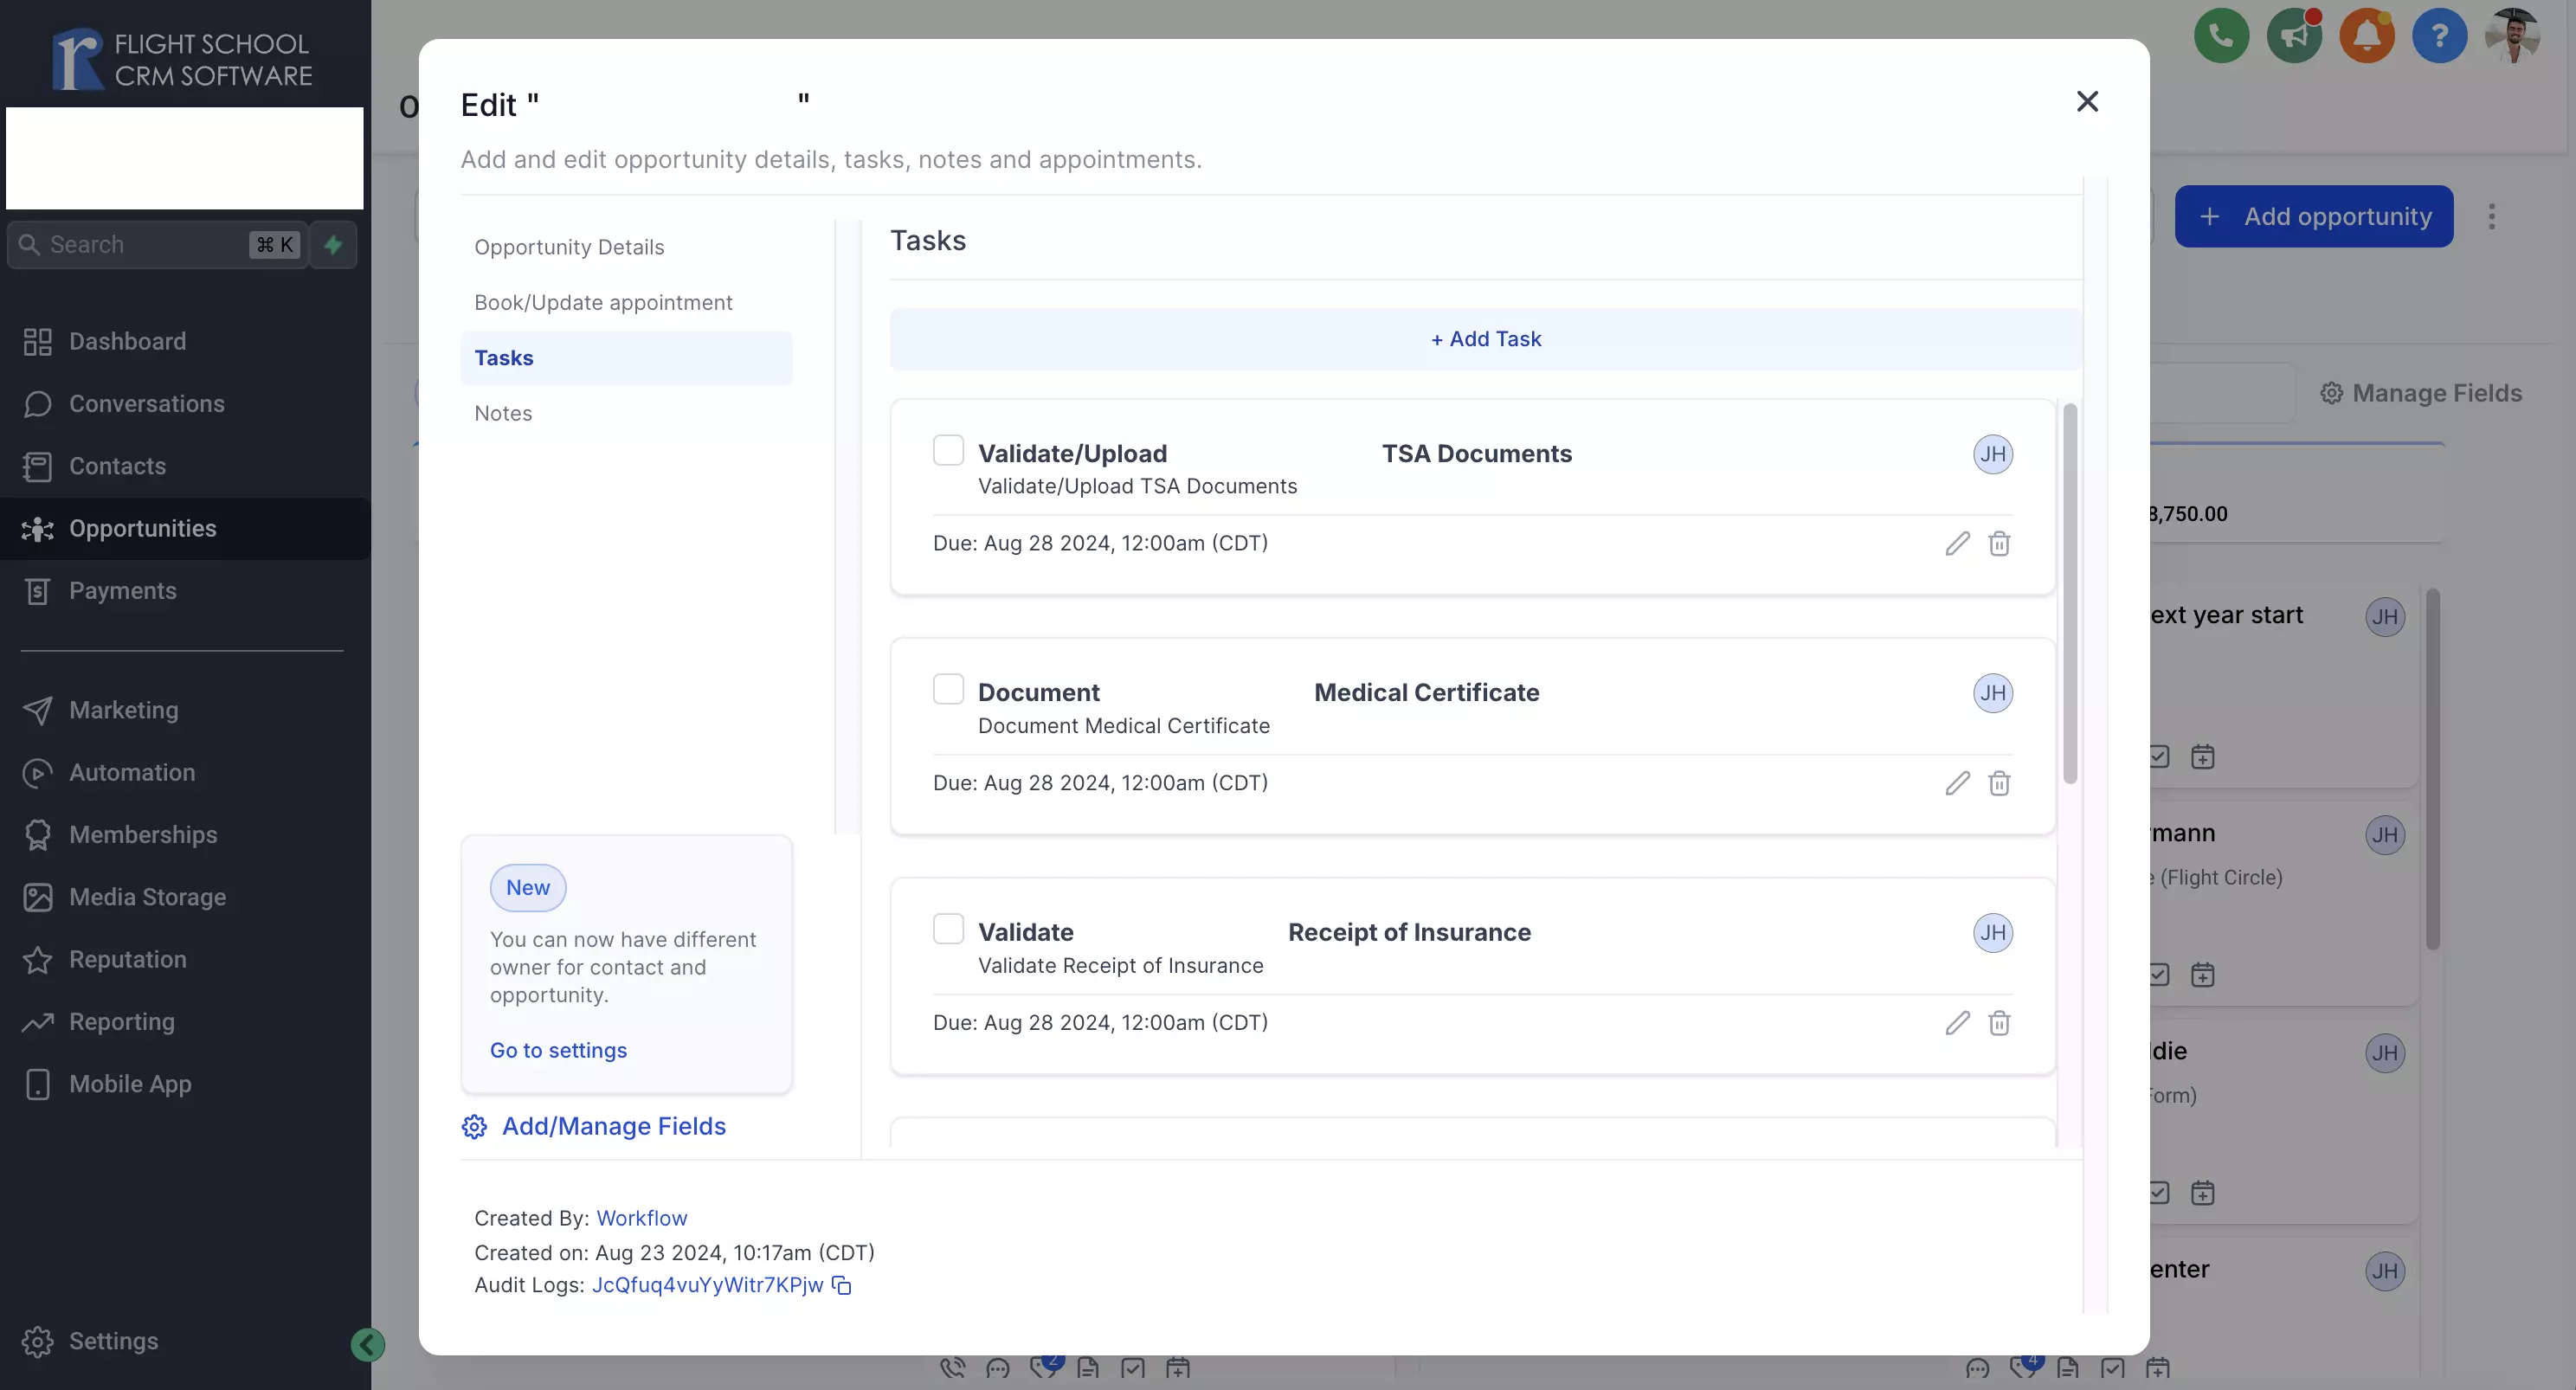 FLIGHT SCHOOL
CRM SOFTWARE
Search
⌘ K
Dashboard
Conversations
Contacts
Opportunities
Payments
Marketing
Automation
Memberships
Media Storage
Reputation
Reporting
Mobile App
Settings
Edit " "
Add and edit opportunity details, tasks, notes and appointments.
Opportunity Details
Book/Update appointment
Tasks
Notes
New
You can now have different
owner for contact and
opportunity.
Go to settings
Add/Manage Fields
Tasks
+ Add Task
Validate/Upload TSA Documents
JH
Validate/Upload TSA Documents
Due: Aug 28 2024, 12:00am (CDT)
Document Medical Certificate
JH
Document Medical Certificate
Due: Aug 28 2024, 12:00am (CDT)
Validate Receipt of Insurance
JH
Validate Receipt of Insurance
Due: Aug 28 2024, 12:00am (CDT)
Created By: Workflow
Created on: Aug 23 2024, 10:17am (CDT)
Audit Logs: JcQfuq4vuYyWitr7KPjw
?
+ Add opportunity
Manage Fields
8,750.00
ext year start
JH
rmann
JH
e (Flight Circle)
ldie
JH
Form)
enter
JH
2
4